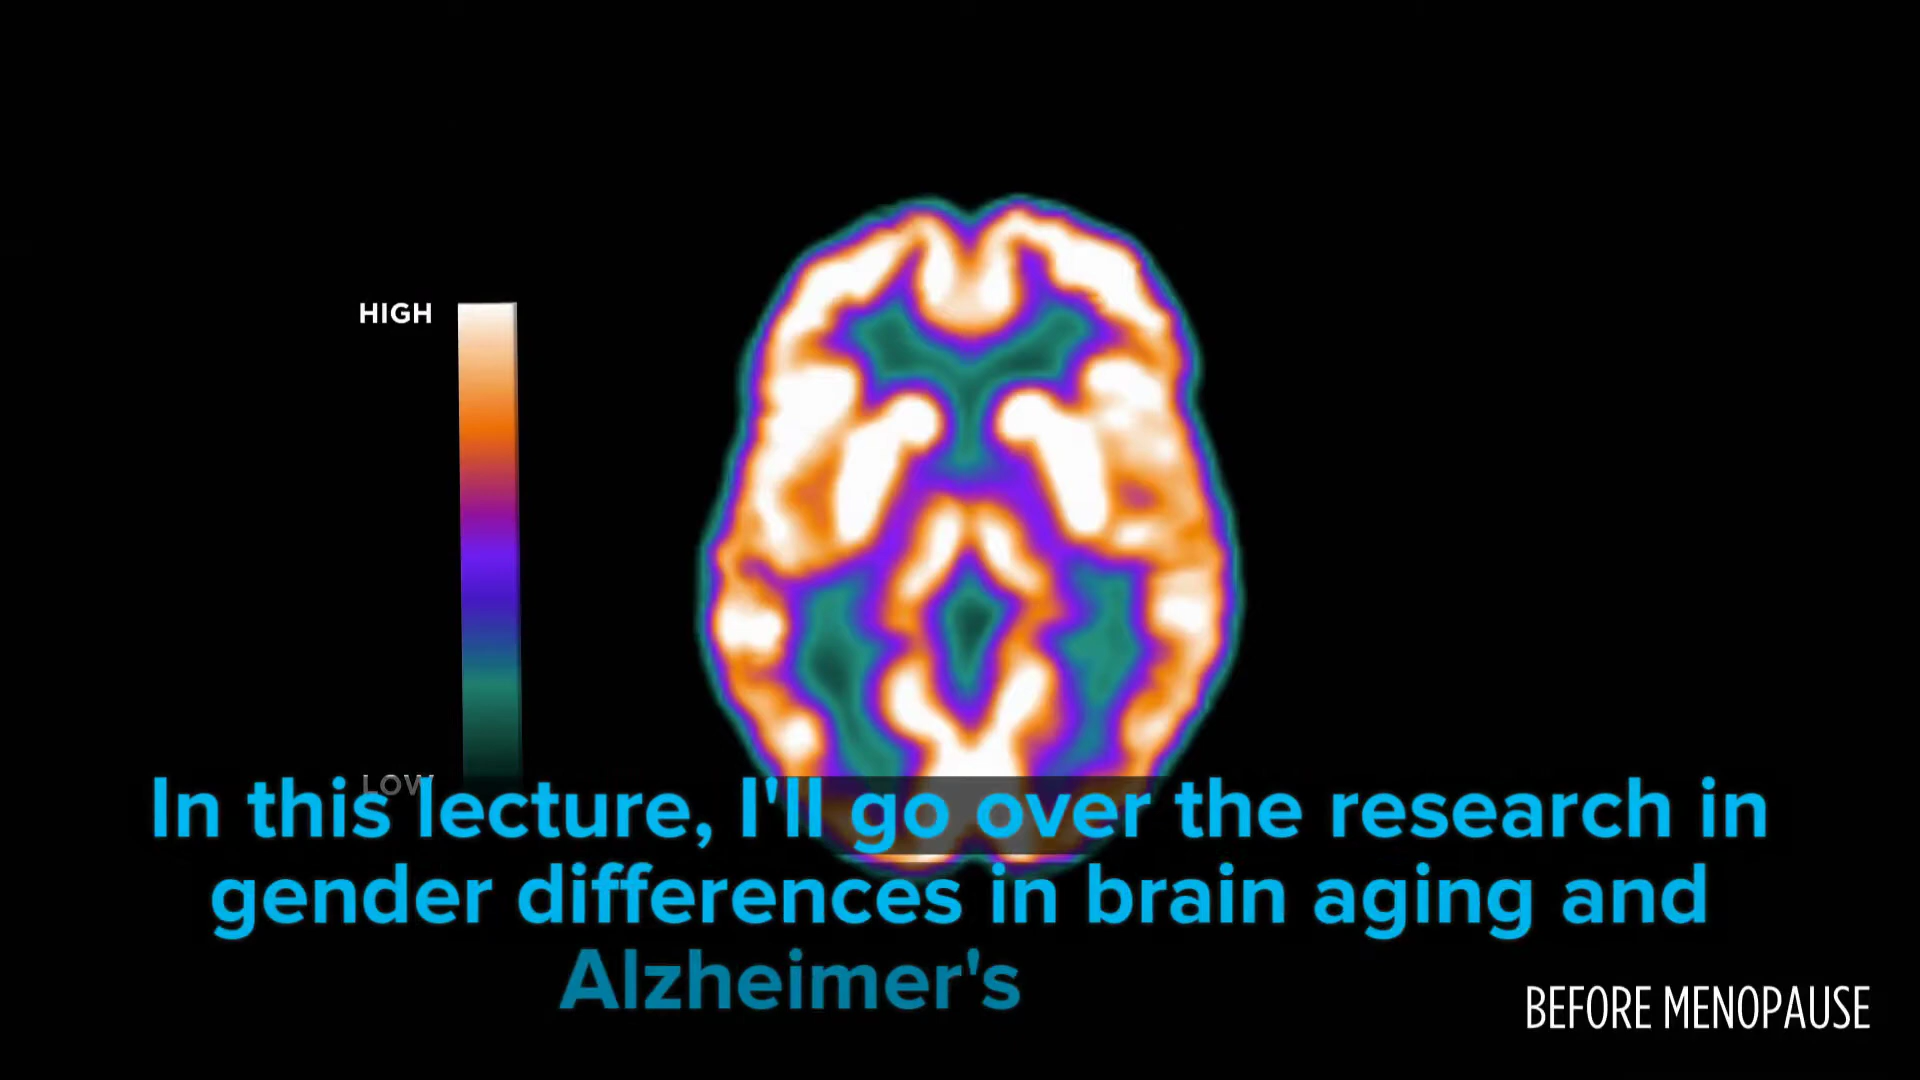 HIGH
LOW
In this lecture, I'll go over the research in
gender differences in brain aging and
Alzheimer's
BEFORE MENOPAUSE